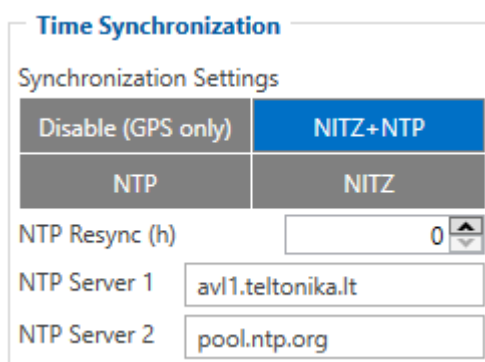 Time Synchronization
Synchronization Settings
Disable (GPS only) NITZ+NTP
NTP NITZ
NTP Resync (h) 0
NTP Server 1 avl1.teltonika.lt
NTP Server 2 pool.ntp.org